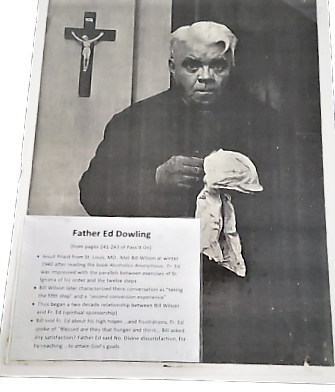 Father Ed Dowling
(from pages 241-243 of Pass It On)
• Jesuit Priest from St. Louis, MO. Met Bill Wilson at winter
1940 after reading the book Alcoholics Anonymous. Fr. Ed
was impressed with the parallels between exercises of St.
Ignatia of his order and the twelve steps.
• Bill Wilson later characterized there conversation as "taking
the fifth step" and a "second conversion experience"
• Thus began a two decade relationship between Bill Wilson
and Fr. Ed (spiritual sponsorship)
• Bill told Fr. Ed about his high hopes ..and frustrations. Fr. Ed
spoke of "Blessed are they that hunger and thirst.. Bill asked
any satisfaction? Father Ed said No. Divine dissatisfaction, for
by reaching ... to attain God's goals.